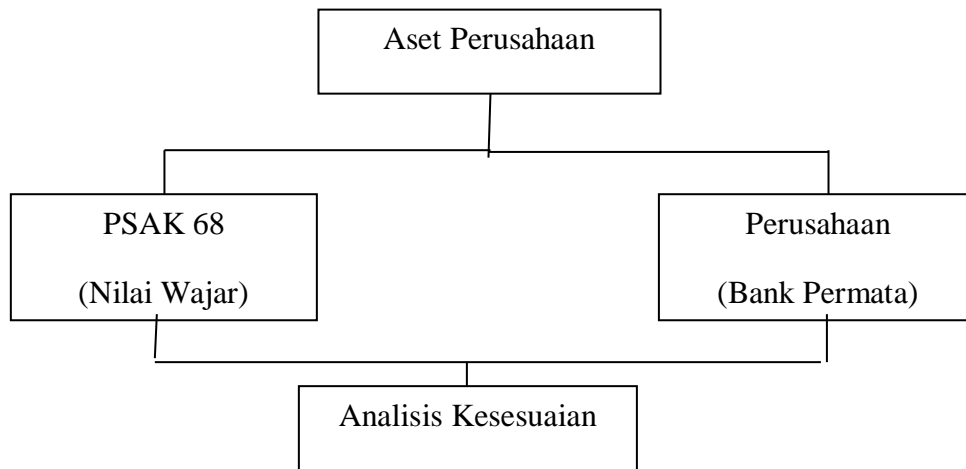 Aset Perusahaan
PSAK 68
(Nilai Wajar)
Perusahaan
(Bank Permata)
Analisis Kesesuaian